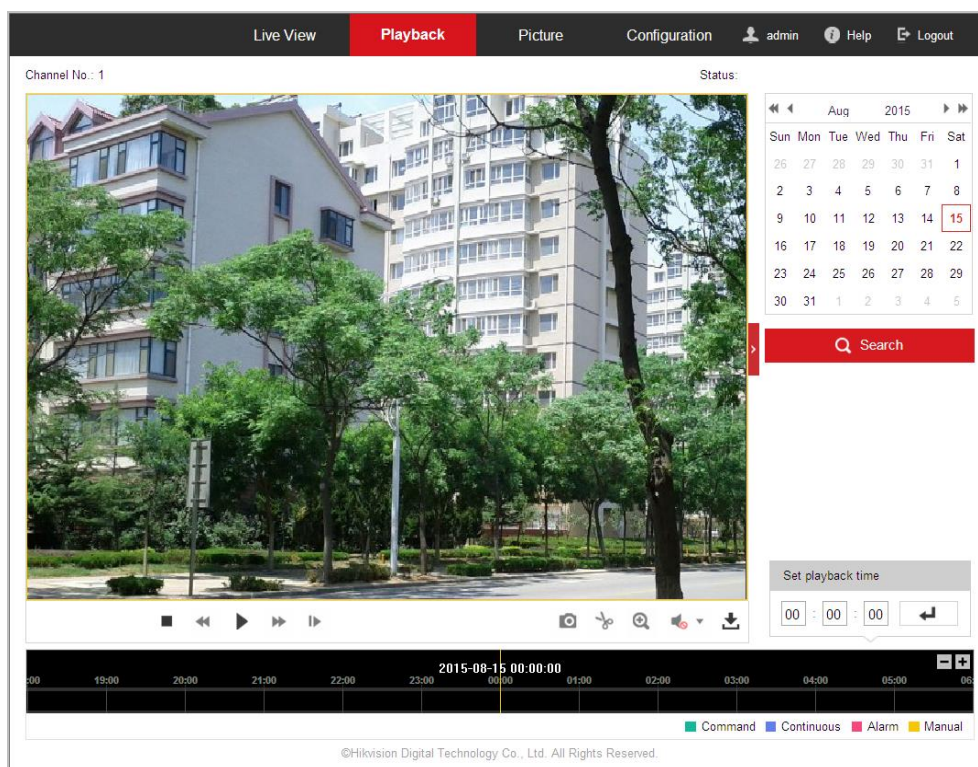 Live View Playback Picture Configuration admin Help Logout
Channel No.: 1 Status:
Aug 2015
Sun Mon Tue Wed Thu Fri Sat
26 27 28 29 30 31 1
2 3 4 5 6 7 8
9 10 11 12 13 14 15
16 17 18 19 20 21 22
23 24 25 26 27 28 29
30 31 1 2 3 4 5
Search
Set playback time
00 : 00 : 00
2015-08-15 00:00:00
:00 19:00 20:00 21:00 22:00 23:00 00:00 01:00 02:00 03:00 04:00 05:00 06:
Command Continuous Alarm Manual
©Hikvision Digital Technology Co., Ltd. All Rights Reserved.